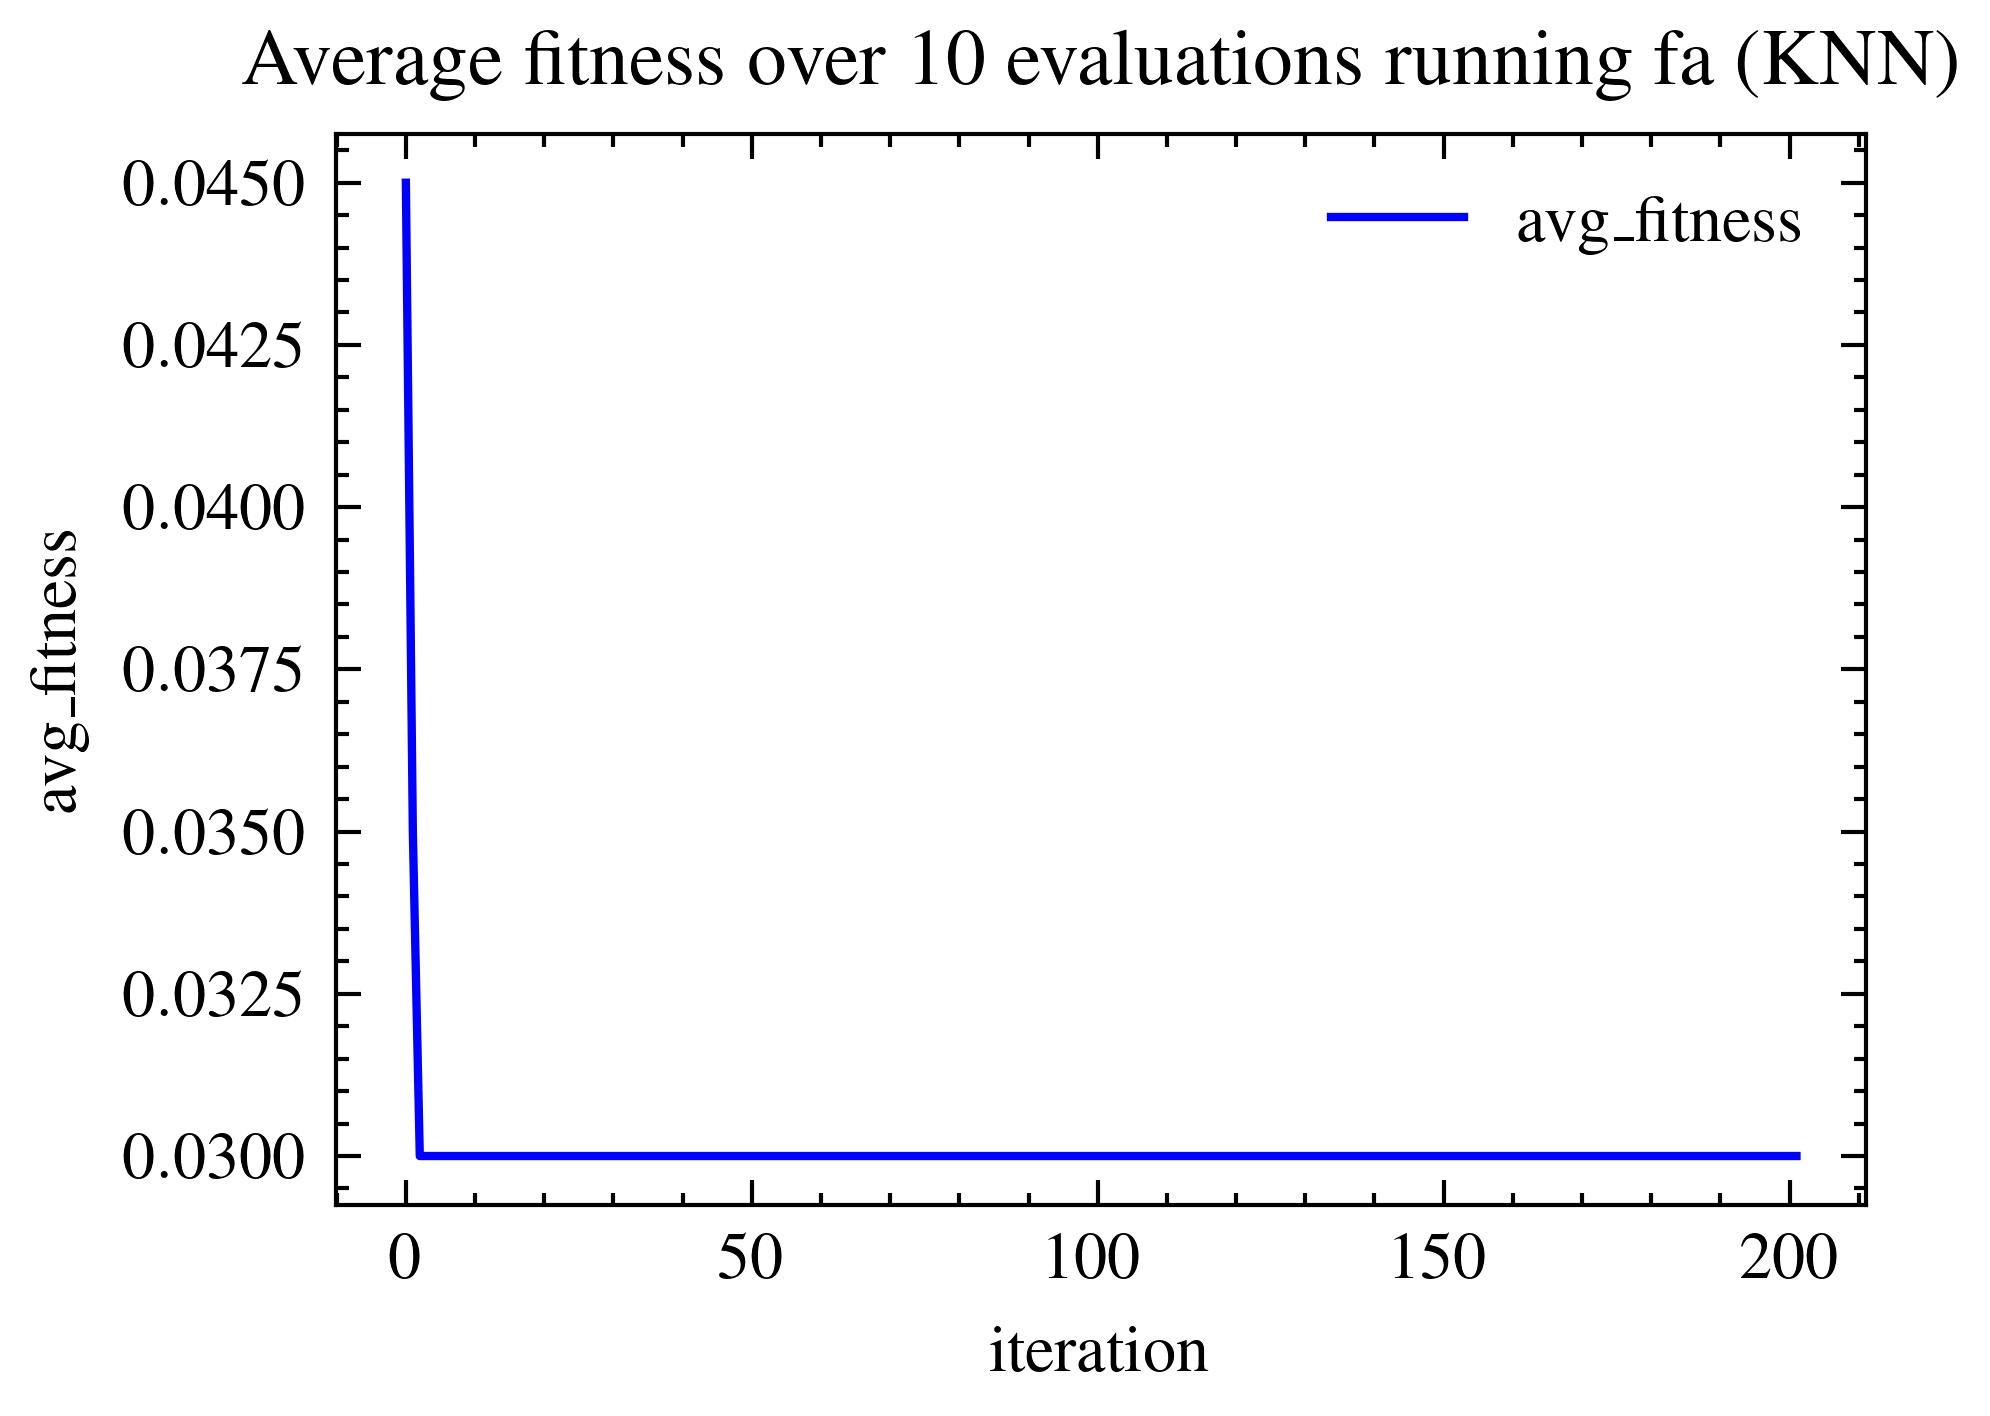 Average fitness over 10 evaluations running fa (KNN)
avg_fitness
0.0450
0.0425
0.0400
0.0375
0.0350
0.0325
0.0300
avg_fitness
0 50 100 150 200
iteration